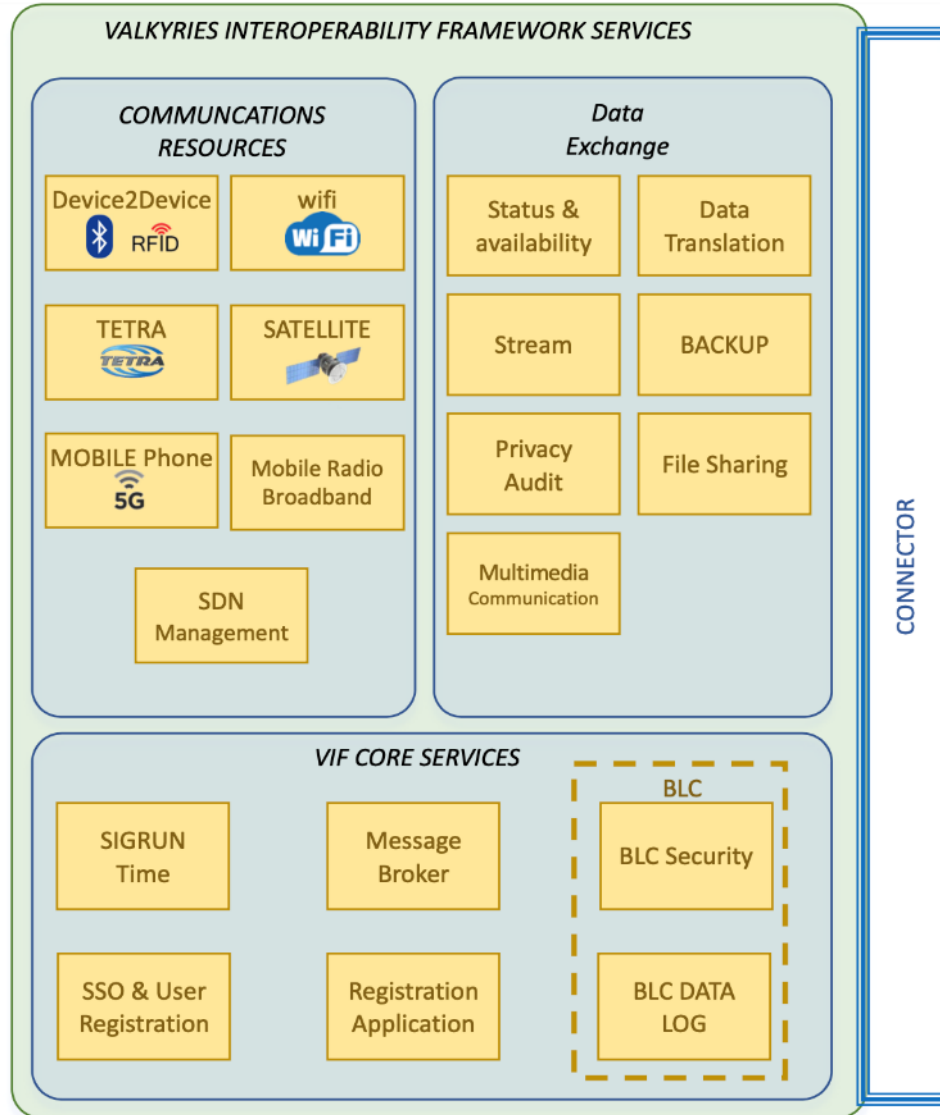 VALKYRIES INTEROPERABILITY FRAMEWORK SERVICES
COMMUNCATIONS
RESOURCES
Device2Device
RFID
wifi
Wi Fi
TETRA
TETRA
SATELLITE
MOBILE Phone
5G
Mobile Radio
Broadband
SDN
Management
Data
Exchange
Status &
availability
Data
Translation
Stream
BACKUP
Privacy
Audit
File Sharing
Multimedia
Communication
VIF CORE SERVICES
SIGRUN
Time
Message
Broker
BLC
BLC Security
SSO & User
Registration
Registration
Application
BLC DATA
LOG
CONNECTOR